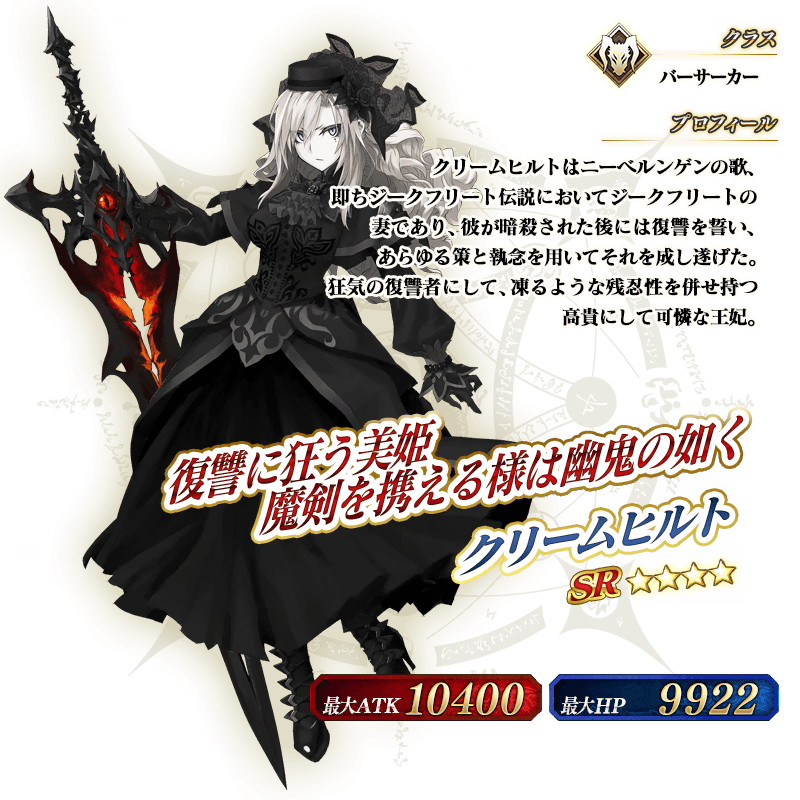 クラス
バーサーカー
プロフィール
クリームヒルトはニーベルンゲンの歌、
即ちジークフリート伝説においてジークフリートの
妻であり、彼が暗殺された後には復讐を誓い、
あらゆる策と執念を用いてそれを成し遂げた。
狂気の復讐者にして、凍るような残忍性を併せ持つ
高貴にして可憐な王妃。
復讐に狂う美姫
魔剣を携える様は幽鬼の如く
クリームヒルト
SR ☆☆☆☆
最大ATK 10400
最大HP 9922